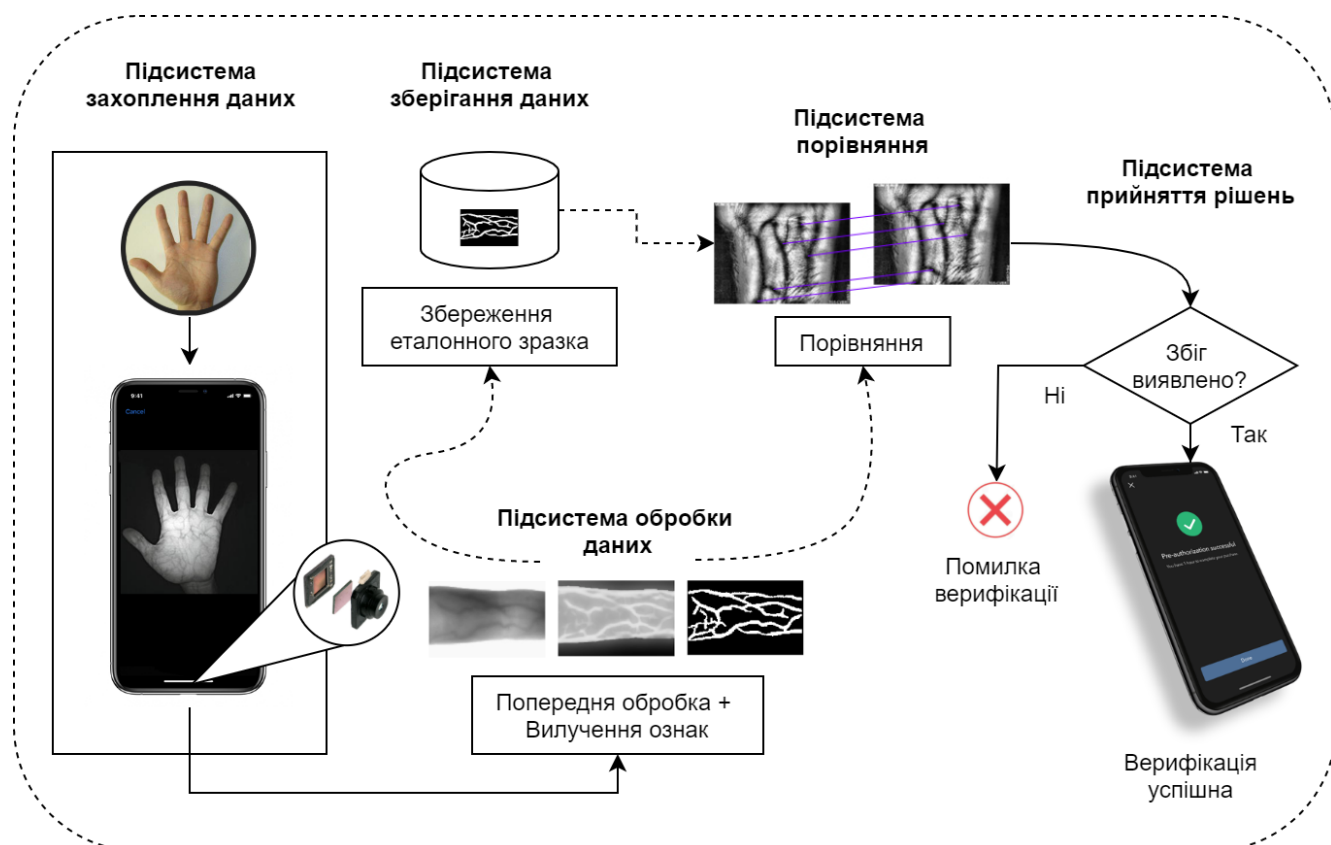 Підсистема
захоплення даних
Підсистема
зберігання даних
Підсистема
порівняння
Підсистема
прийняття рішень
Збереження
еталонного зразка
Порівняння
Збіг
виявлено?
Ні
Так
9:41
Cancel
Підсистема обробки
даних
Попередня обробка +
Вилучення ознак
Помилка
верифікації
Pre-authorization successful
Done
Верифікація
успішна